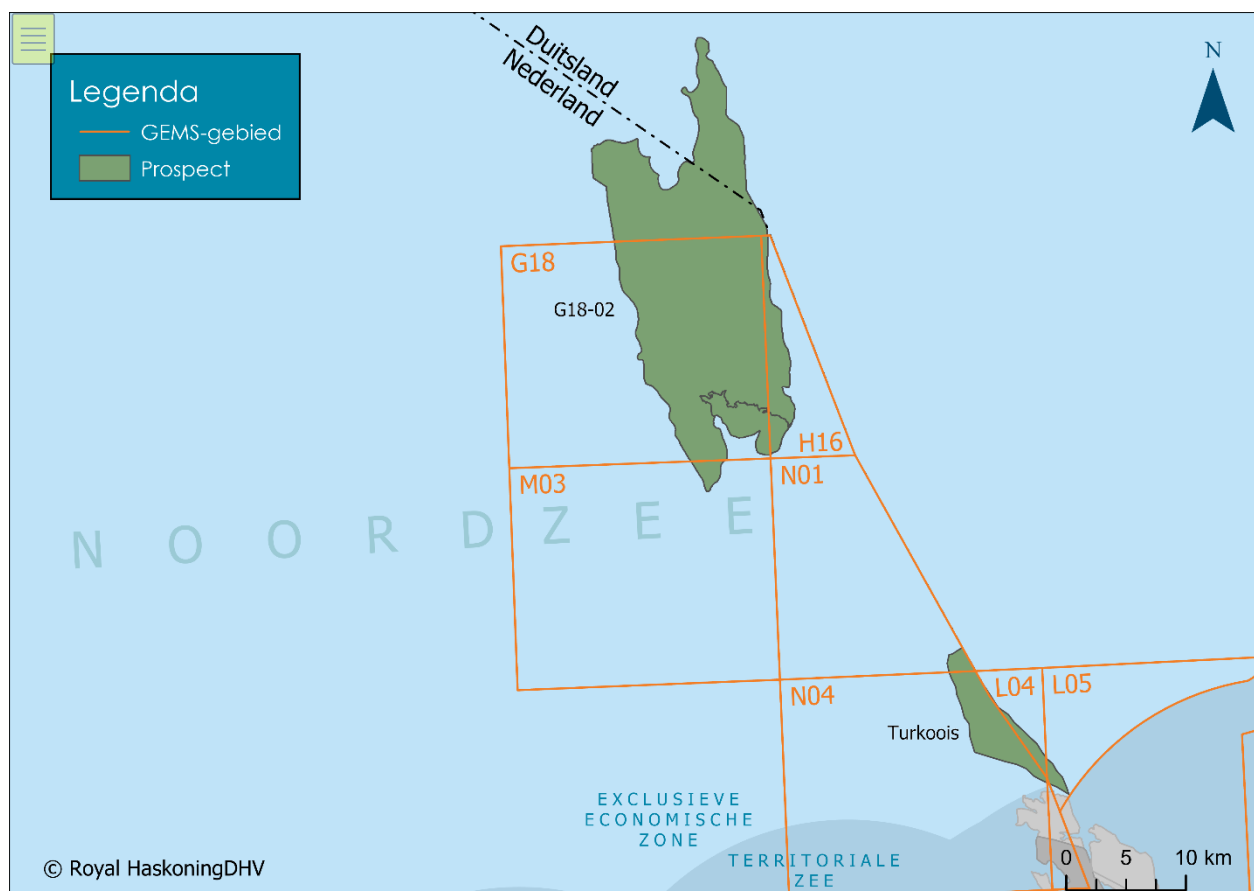 Duitsland
Nederland
N
Legenda
GEMS-gebied
Prospect
G18
G18-02
H16
M03
N01
NOORDZEE
N04
L04
L05
Turkoois
EXCLUSIEVE
ECONOMISCHE
ZONE
TERRITORIALE
ZEE
0 5 10 km
© Royal HaskoningDHV